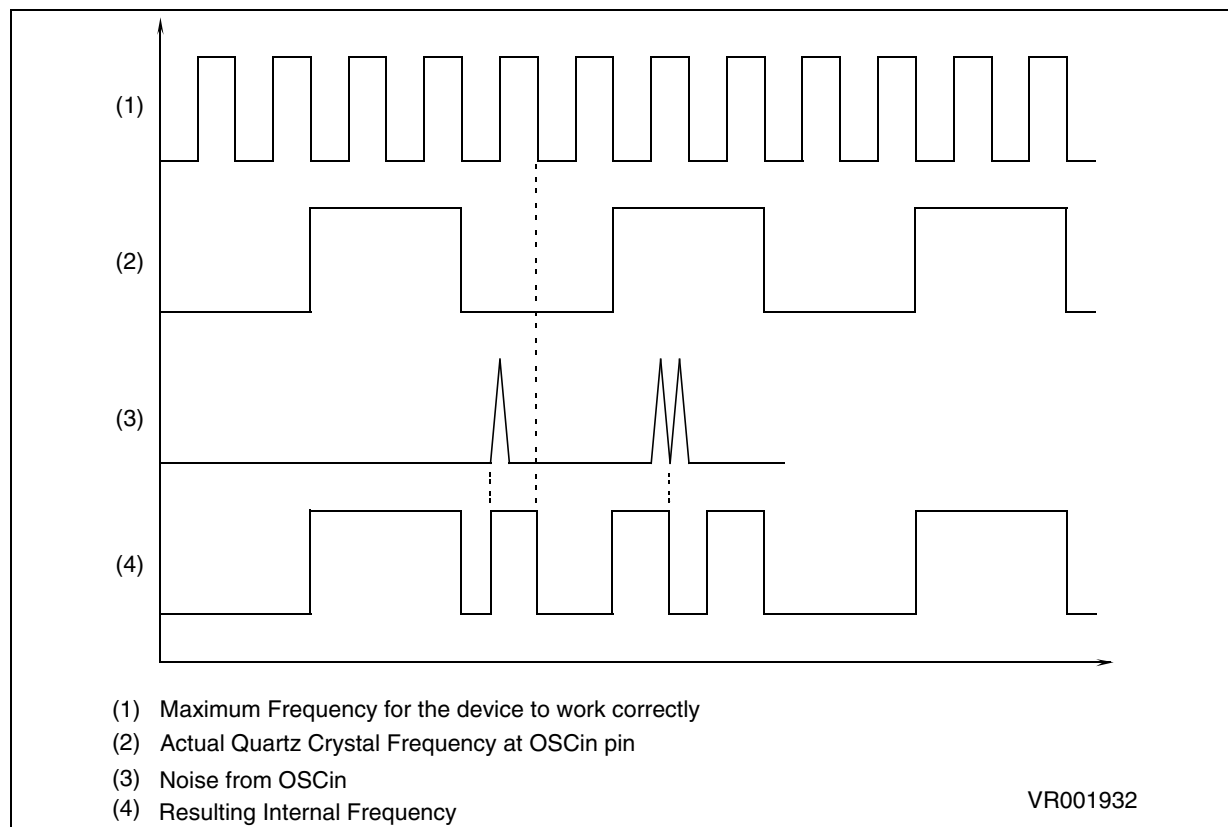 (1)
(2)
(3)
(4)
(1) Maximum Frequency for the device to work correctly
(2) Actual Quartz Crystal Frequency at OSCin pin
(3) Noise from OSCin
(4) Resulting Internal Frequency
VR001932